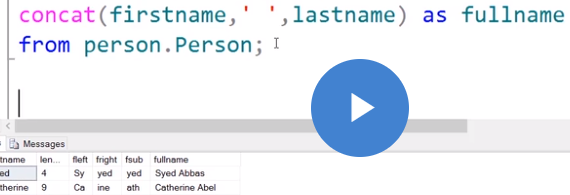 concat(firstname,' ',lastname) as fullname
from person.Person;
Messages
tname len... fleft fright fsub fullname
ed 4 Sy yed yed Syed Abbas
therine 9 Ca ine ath Catherine Abel